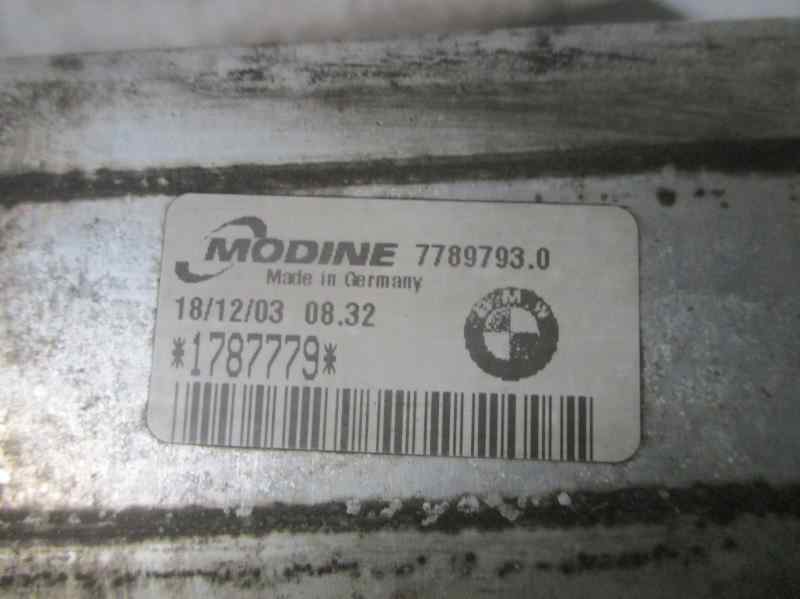 MODINE 7789793.0
Made in Germany
18/12/03 08.32
BMW
*1787779*